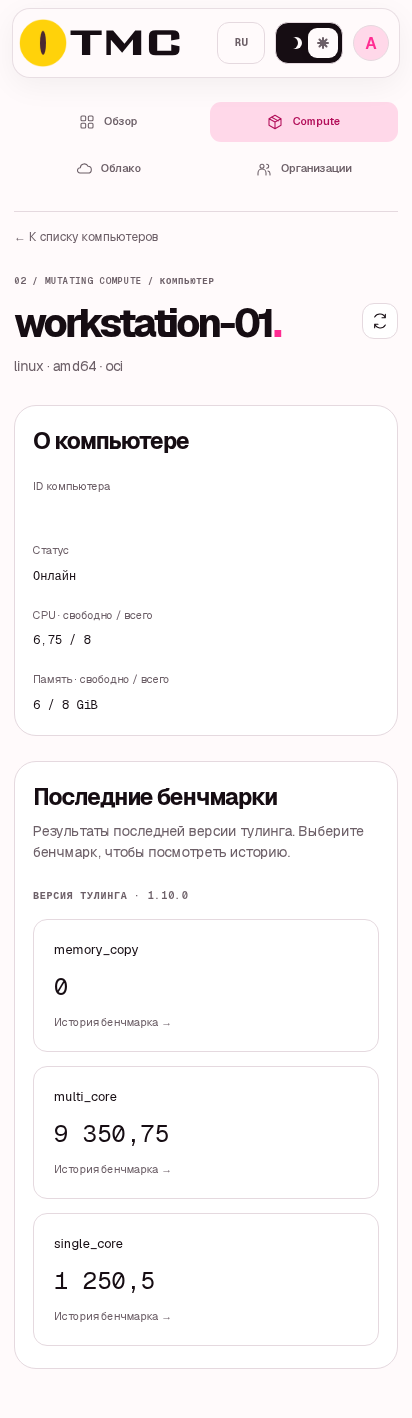 TMC
RU
A
Обзор
Compute
Облако
Организации
← К списку компьютеров
02 / MUTATING COMPUTE / КОМПЬЮТЕР
workstation-01.
linux · amd64 · oci
О компьютере
ID компьютера
Статус
Онлайн
CPU · свободно / всего
6,75 / 8
Память · свободно / всего
6 / 8 GiB
Последние бенчмарки
Результаты последней версии тулинга. Выберите
бенчмарк, чтобы посмотреть историю.
ВЕРСИЯ ТУЛИНГА · 1.10.0
memory_copy
0
История бенчмарка →
multi_core
9 350,75
История бенчмарка →
single_core
1 250,5
История бенчмарка →